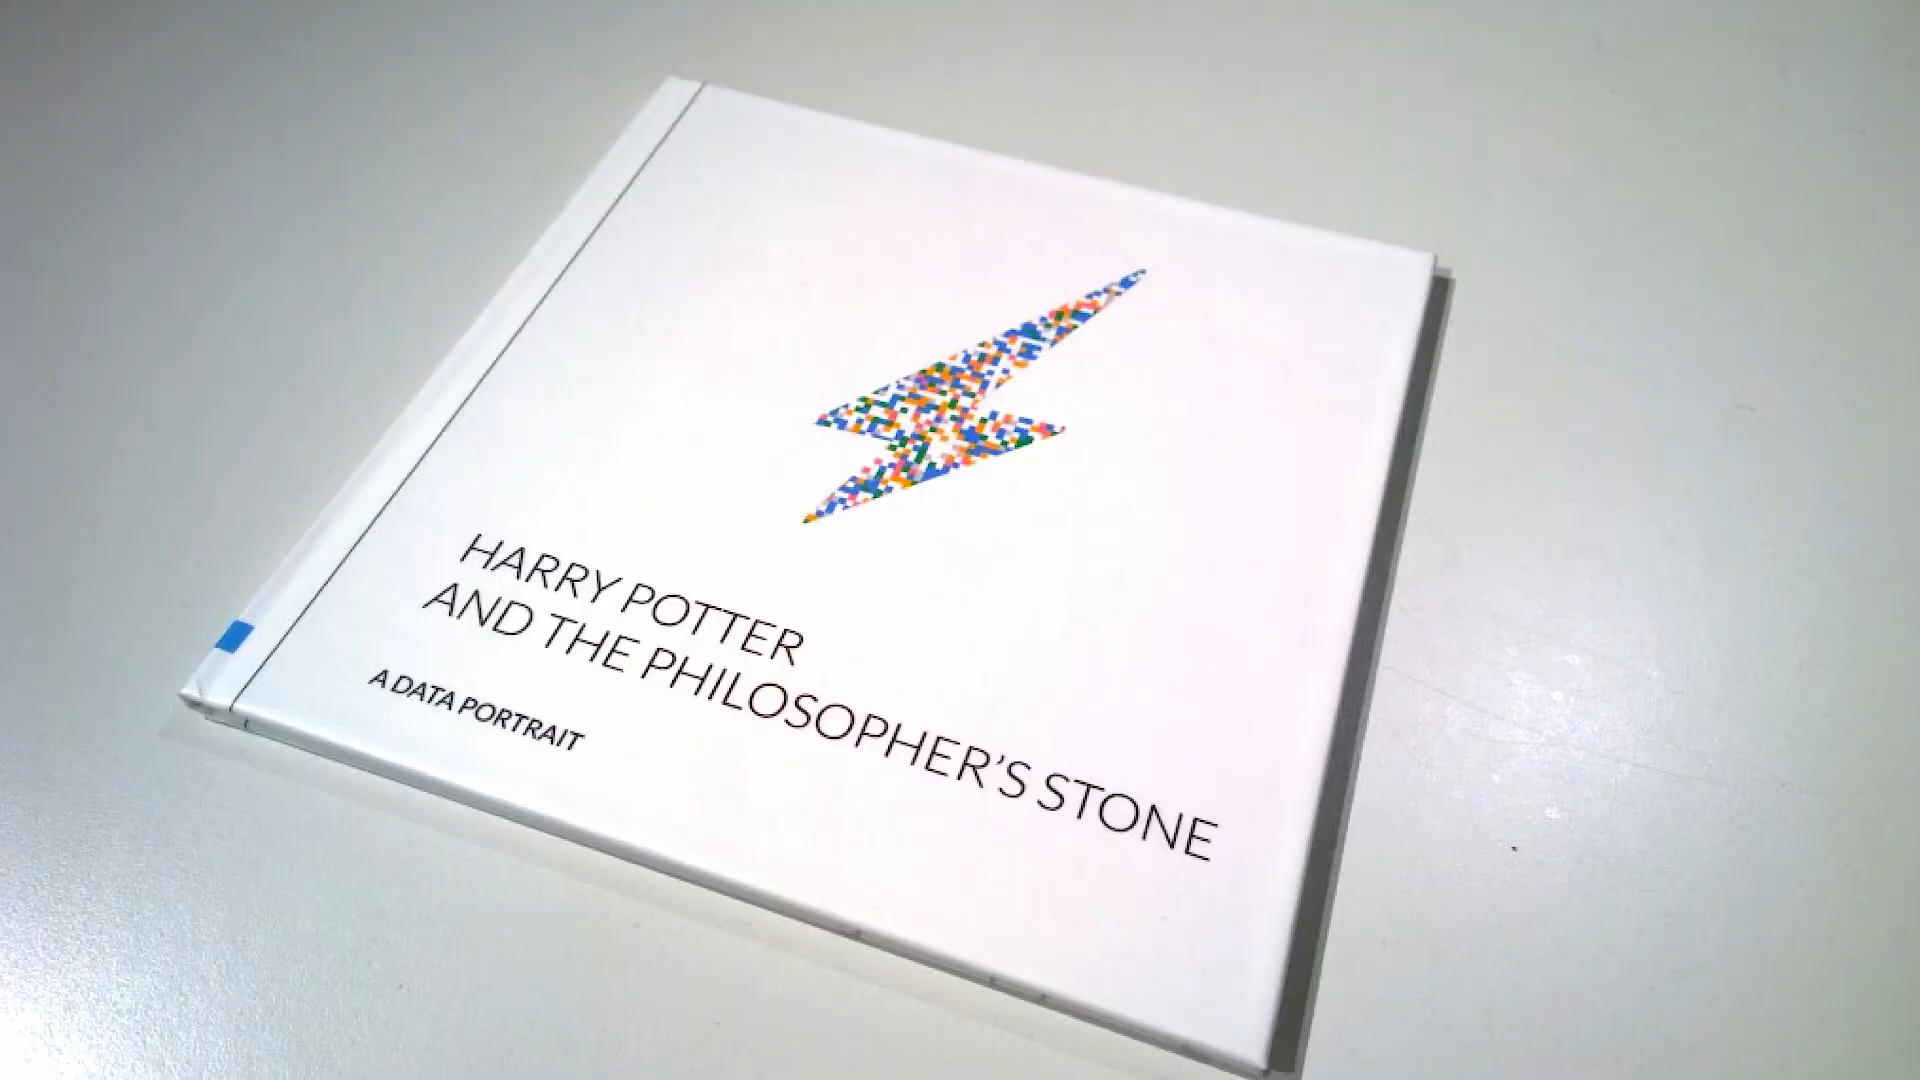 HARRY POTTER
AND THE PHILOSOPHER’S STONE
A DATA PORTRAIT